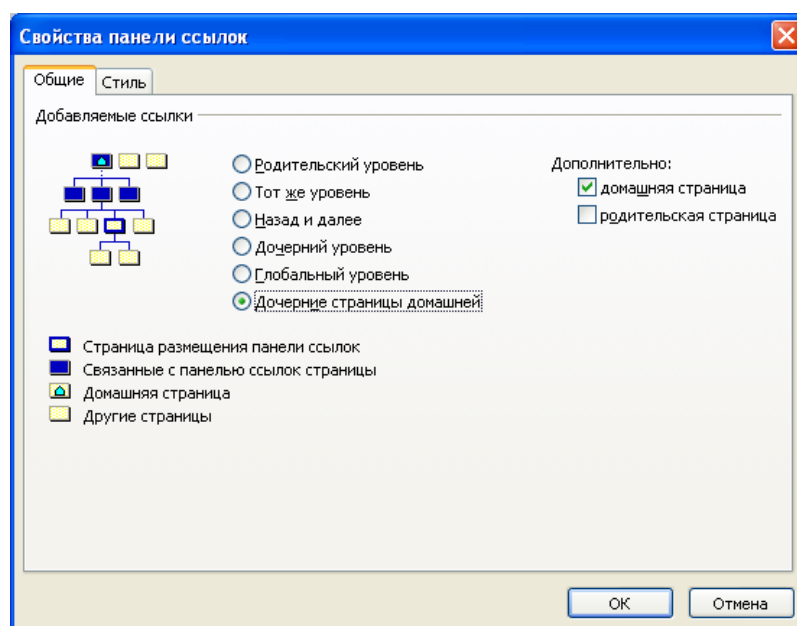 Свойства панели ссылок
Общие
Стиль
Добавляемые ссылки
Родительский уровень
Тот же уровень
Назад и далее
Дочерний уровень
Глобальный уровень
Дочерние страницы домашней
Дополнительно:
домашняя страница
родительская страница
Страница размещения панели ссылок
Связанные с панелью ссылок страницы
Домашняя страница
Другие страницы
ОК
Отмена